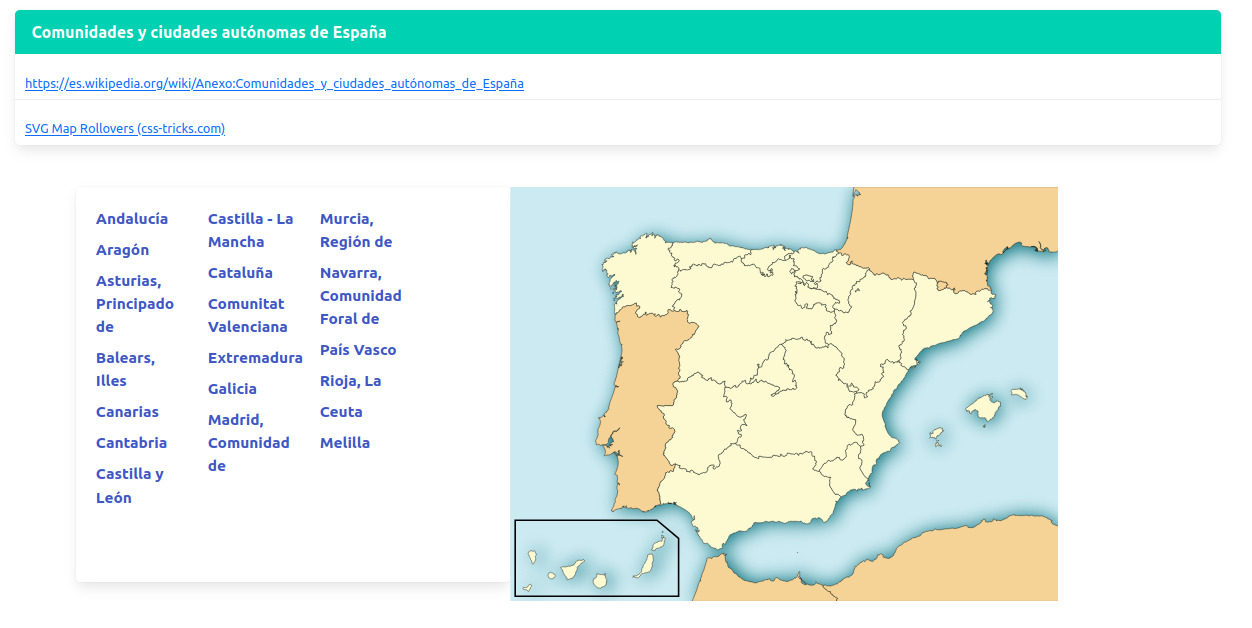 Comunidades y ciudades autónomas de España
https://es.wikipedia.org/wiki/Anexo:Comunidades_y_ciudades_autónomas_de_España
SVG Map Rollovers (css-tricks.com)
Andalucía
Aragón
Asturias,
Principado
de
Balears,
Illes
Canarias
Cantabria
Castilla y
León
Castilla - La
Mancha
Cataluña
Comunitat
Valenciana
Extremadura
Galicia
Madrid,
Comunidad
de
Murcia,
Región de
Navarra,
Comunidad
Foral de
País Vasco
Rioja, La
Ceuta
Melilla